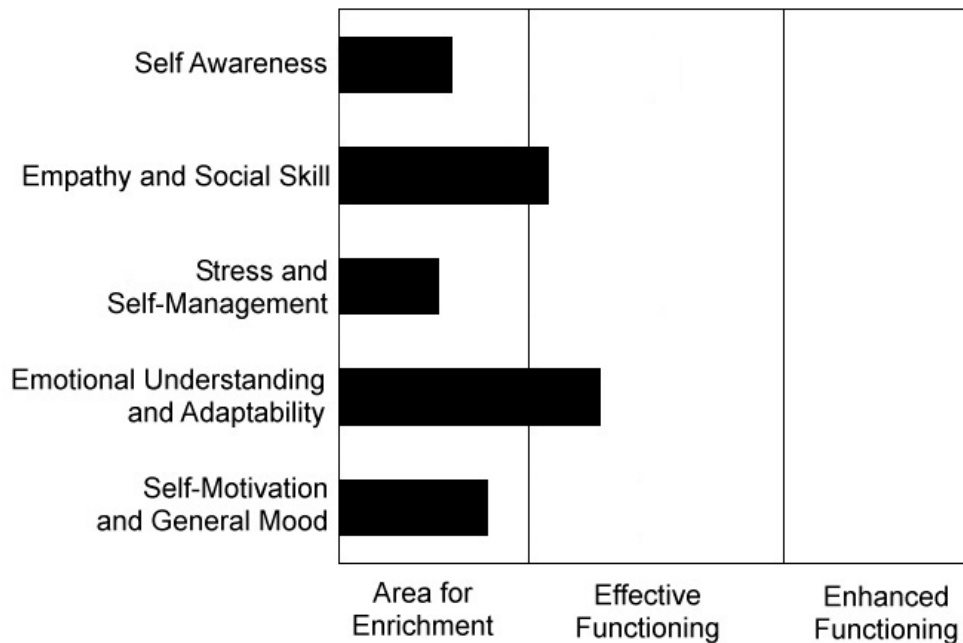 Self Awareness
Empathy and Social Skill
Stress and
Self-Management
Emotional Understanding
and Adaptability
Self-Motivation
and General Mood
Area for
Enrichment
Effective
Functioning
Enhanced
Functioning